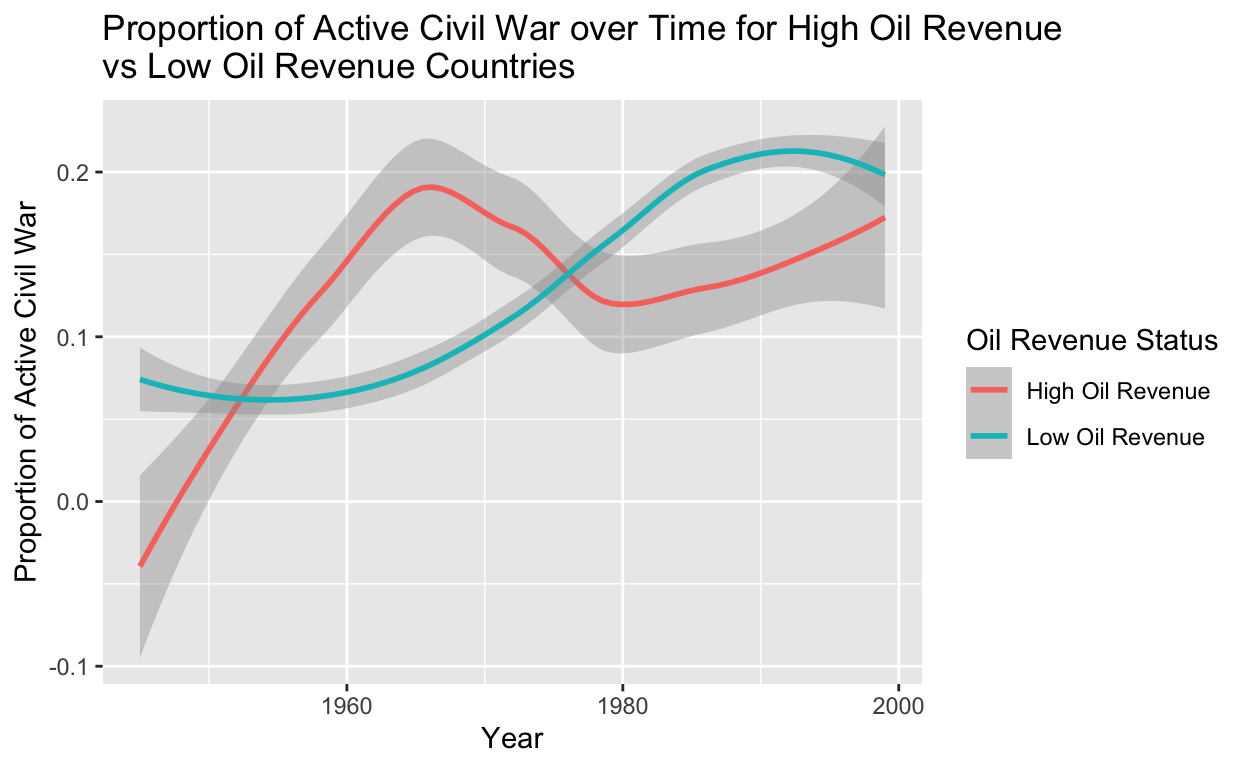 Proportion of Active Civil War over Time for High Oil Revenue
vs Low Oil Revenue Countries
Proportion of Active Civil War
0.2
0.1
0.0
-0.1
1960
1980
2000
Year
Oil Revenue Status
High Oil Revenue
Low Oil Revenue